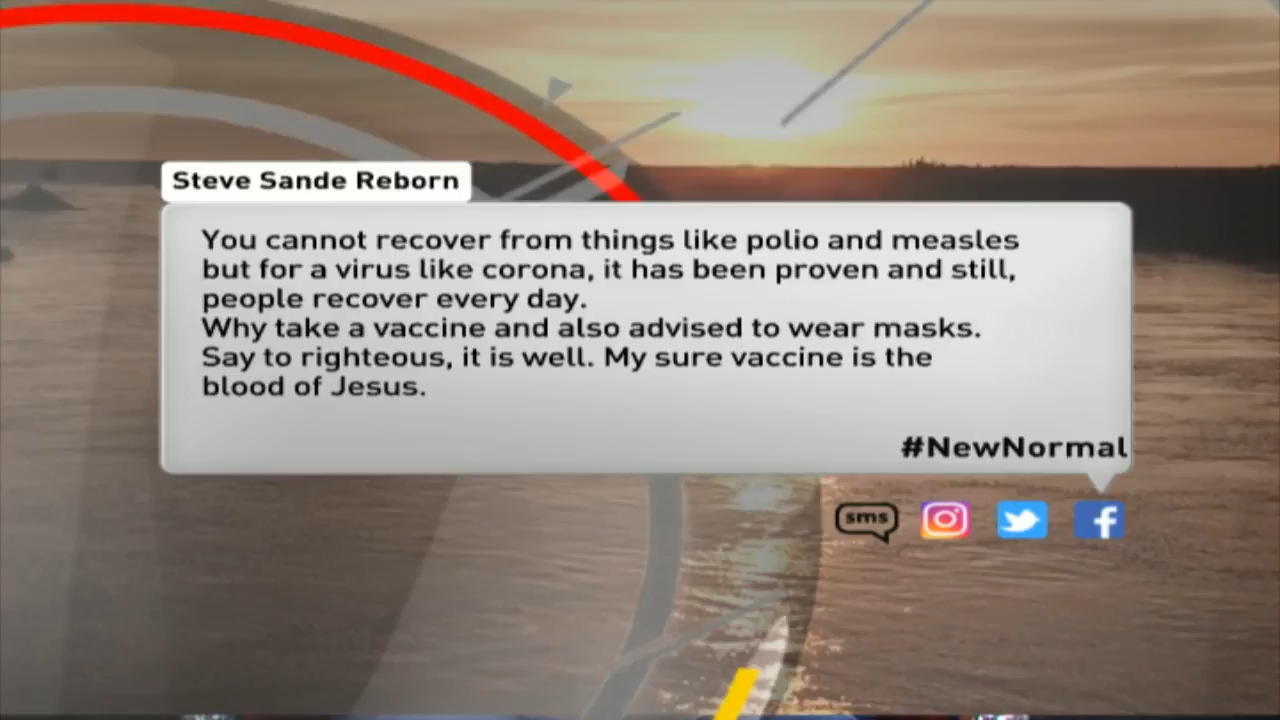 Steve Sande Reborn
You cannot recover from things like polio and measles
but for a virus like corona, it has been proven and still,
people recover every day.
Why take a vaccine and also advised to wear masks.
Say to righteous, it is well. My sure vaccine is the
blood of Jesus.
#NewNormal
sms